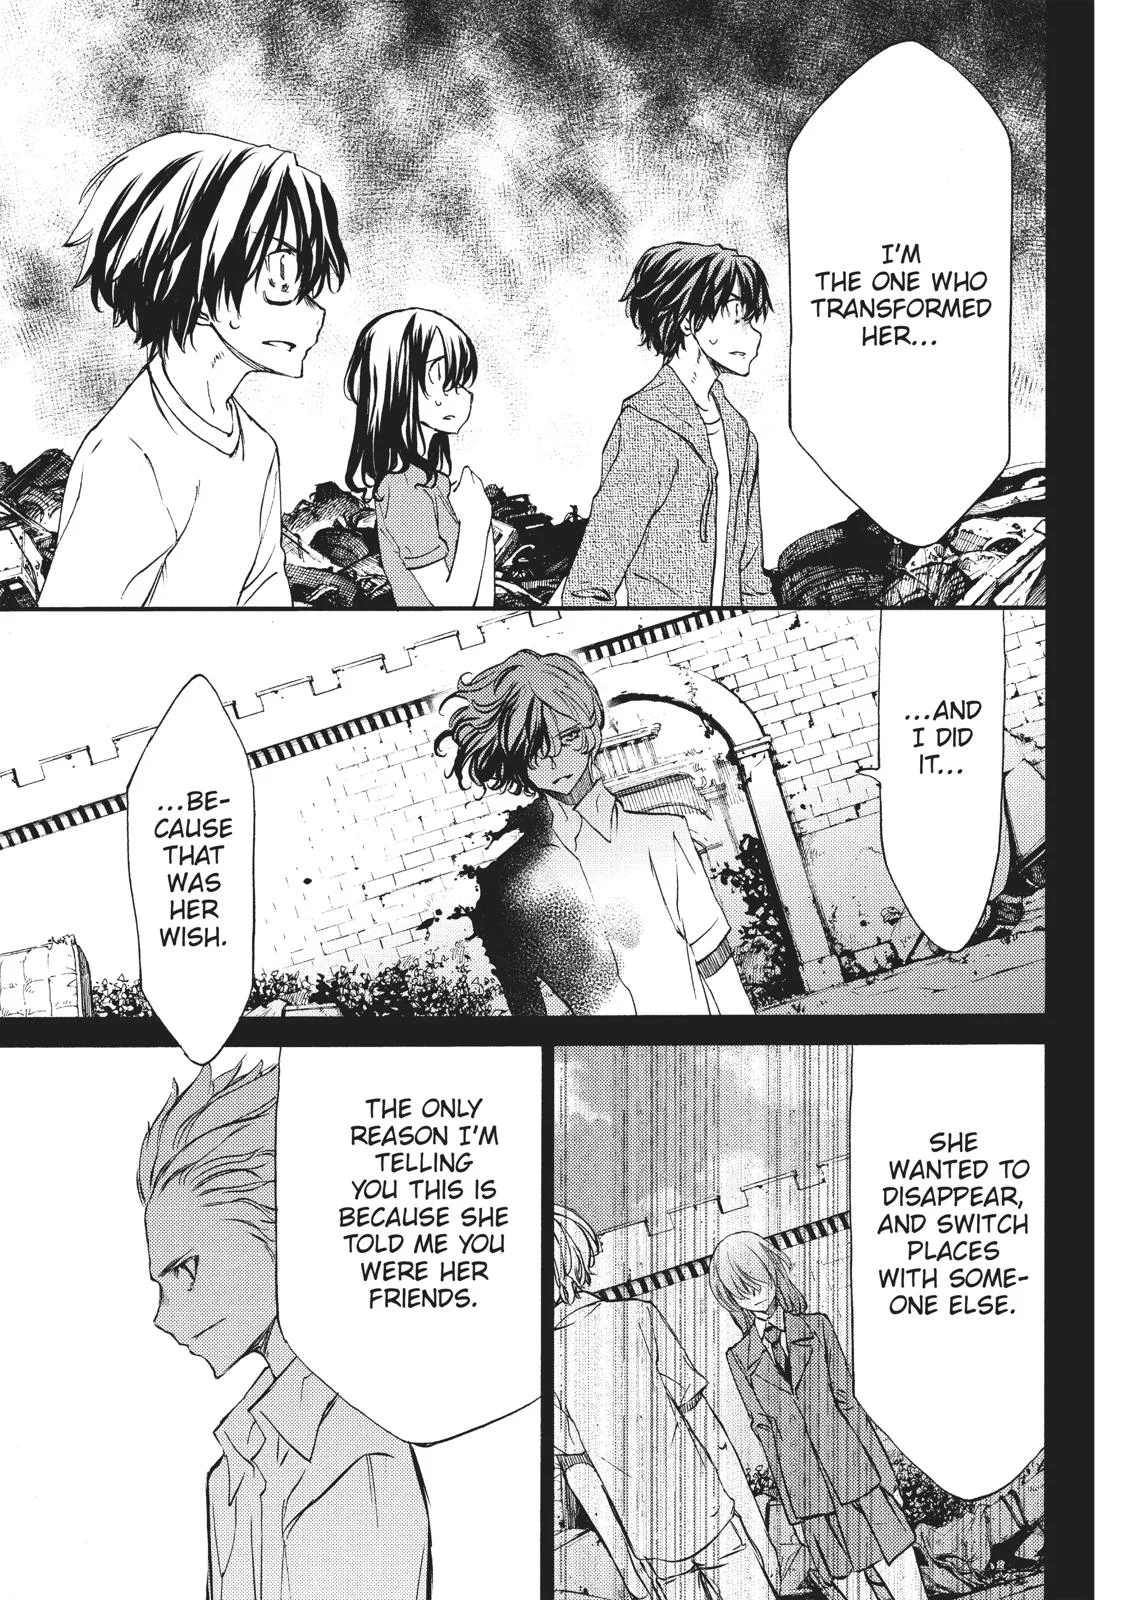 I'M
THE ONE WHO
TRANSFORMED
HER...
...AND
I DID
IT...
...BE-
CAUSE
THAT
WAS
HER
WISH.
SHE
WANTED TO
DISAPPEAR,
AND SWITCH
PLACES
WITH SOME-
ONE ELSE.
THE ONLY
REASON I'M
TELLING
YOU THIS IS
BECAUSE SHE
TOLD ME YOU
WERE HER
FRIENDS.